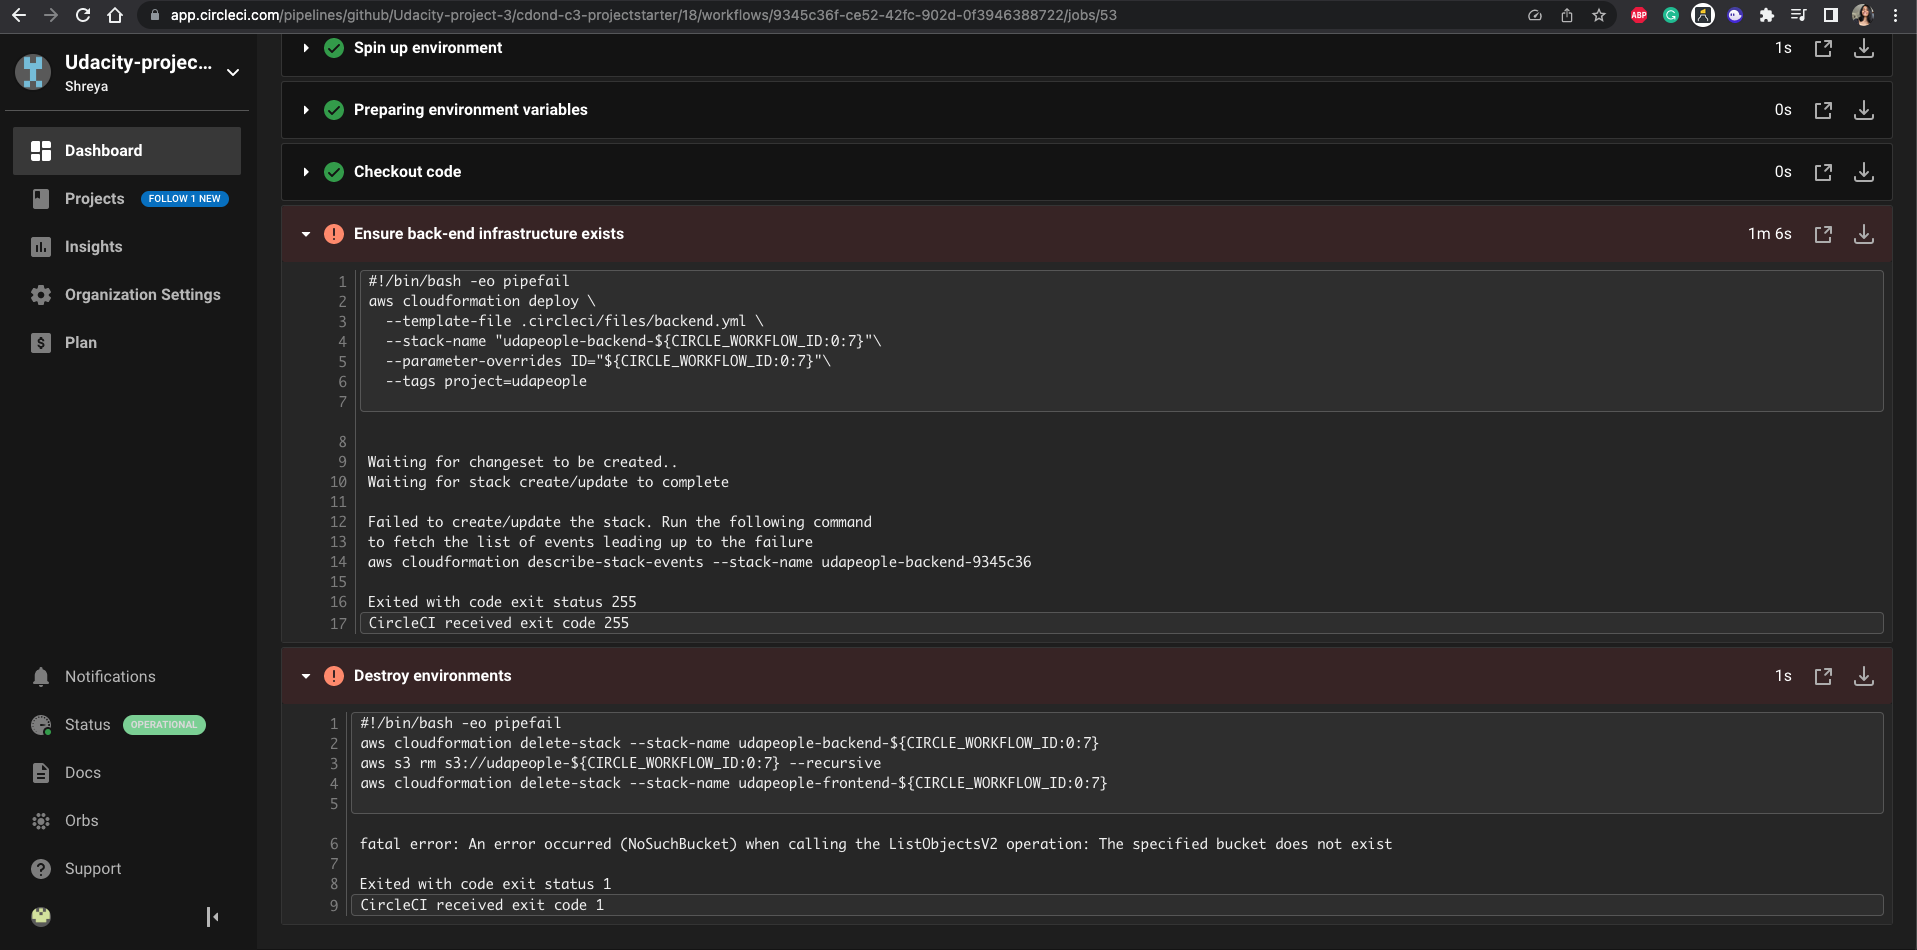 app.circleci.com/pipelines/github/Udacity-project-3/cdond-c3-projectstarter/18/workflows/9345c36f-ce52-42fc-902d-0f3946388722/jobs/53
ABP
Udacity-projec...
Shreya
Dashboard
Projects FOLLOW 1 NEW
Insights
Organization Settings
$ Plan
Notifications
Status OPERATIONAL
Docs
Orbs
? Support
Spin up environment 1s
Preparing environment variables 0s
Checkout code 0s
! Ensure back-end infrastructure exists 1m 6s
1 #!/bin/bash -eo pipefail
2 aws cloudformation deploy \
3 --template-file .circleci/files/backend.yml \
4 --stack-name "udapeople-backend-${CIRCLE_WORKFLOW_ID:0:7}"\
5 --parameter-overrides ID="${CIRCLE_WORKFLOW_ID:0:7}"\
6 --tags project=udapeople
7
8
9 Waiting for changeset to be created..
10 Waiting for stack create/update to complete
11
12 Failed to create/update the stack. Run the following command
13 to fetch the list of events leading up to the failure
14 aws cloudformation describe-stack-events --stack-name udapeople-backend-9345c36
15
16 Exited with code exit status 255
17 CircleCI received exit code 255
! Destroy environments 1s
1 #!/bin/bash -eo pipefail
2 aws cloudformation delete-stack --stack-name udapeople-backend-${CIRCLE_WORKFLOW_ID:0:7}
3 aws s3 rm s3://udapeople-${CIRCLE_WORKFLOW_ID:0:7} --recursive
4 aws cloudformation delete-stack --stack-name udapeople-frontend-${CIRCLE_WORKFLOW_ID:0:7}
5
6 fatal error: An error occurred (NoSuchBucket) when calling the ListObjectsV2 operation: The specified bucket does not exist
7
8 Exited with code exit status 1
9 CircleCI received exit code 1